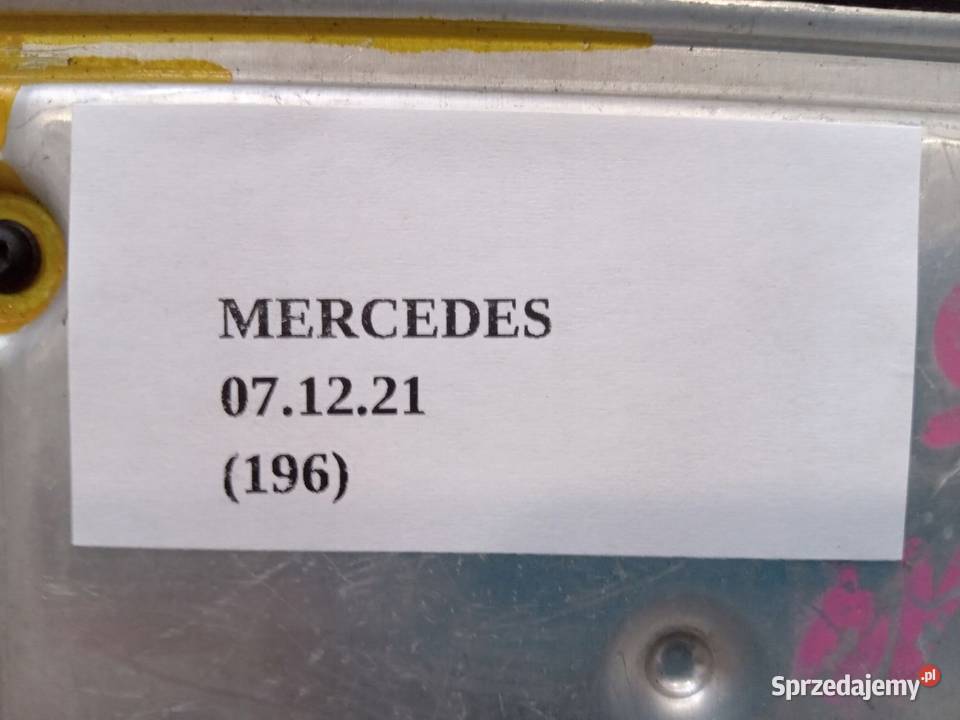 MERCEDES
07.12.21
(196)
Sprzedajemy.pl